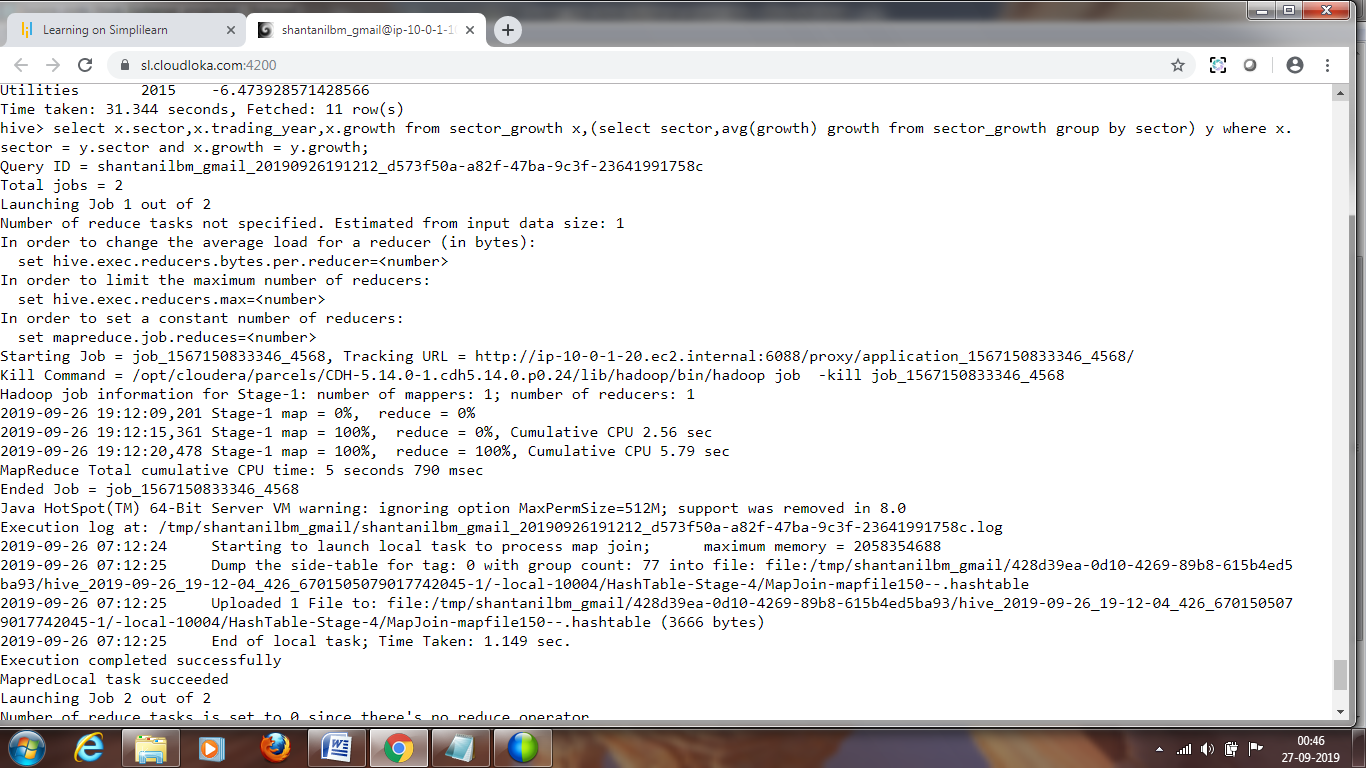 Learning on Simplilearn
shantanilbm_gmail@ip-10-0-1-10
sl.cloudloka.com:4200
Utilities 2015 -6.473928571428566
Time taken: 31.344 seconds, Fetched: 11 row(s)
hive> select x.sector,x.trading_year,x.growth from sector_growth x,(select sector,avg(growth) growth from sector_growth group by sector) y where x.
sector = y.sector and x.growth = y.growth;
Query ID = shantanilbm_gmail_20190926191212_d573f50a-a82f-47ba-9c3f-23641991758c
Total jobs = 2
Launching Job 1 out of 2
Number of reduce tasks not specified. Estimated from input data size: 1
In order to change the average load for a reducer (in bytes):
  set hive.exec.reducers.bytes.per.reducer=<number>
In order to limit the maximum number of reducers:
  set hive.exec.reducers.max=<number>
In order to set a constant number of reducers:
  set mapreduce.job.reduces=<number>
Starting Job = job_1567150833346_4568, Tracking URL = http://ip-10-0-1-20.ec2.internal:6088/proxy/application_1567150833346_4568/
Kill Command = /opt/cloudera/parcels/CDH-5.14.0-1.cdh5.14.0.p0.24/lib/hadoop/bin/hadoop job  -kill job_1567150833346_4568
Hadoop job information for Stage-1: number of mappers: 1; number of reducers: 1
2019-09-26 19:12:09,201 Stage-1 map = 0%,  reduce = 0%
2019-09-26 19:12:15,361 Stage-1 map = 100%,  reduce = 0%, Cumulative CPU 2.56 sec
2019-09-26 19:12:20,478 Stage-1 map = 100%,  reduce = 100%, Cumulative CPU 5.79 sec
MapReduce Total cumulative CPU time: 5 seconds 790 msec
Ended Job = job_1567150833346_4568
Java HotSpot(TM) 64-Bit Server VM warning: ignoring option MaxPermSize=512M; support was removed in 8.0
Execution log at: /tmp/shantanilbm_gmail/shantanilbm_gmail_20190926191212_d573f50a-a82f-47ba-9c3f-23641991758c.log
2019-09-26 07:12:24 Starting to launch local task to process map join; maximum memory = 2058354688
2019-09-26 07:12:25 Dump the side-table for tag: 0 with group count: 77 into file: file:/tmp/shantanilbm_gmail/428d39ea-0d10-4269-89b8-615b4ed5
ba93/hive_2019-09-26_19-12-04_426_6701505079017742045-1/-local-10004/HashTable-Stage-4/MapJoin-mapfile150--.hashtable
2019-09-26 07:12:25 Uploaded 1 File to: file:/tmp/shantanilbm_gmail/428d39ea-0d10-4269-89b8-615b4ed5ba93/hive_2019-09-26_19-12-04_426_670150507
9017742045-1/-local-10004/HashTable-Stage-4/MapJoin-mapfile150--.hashtable (3666 bytes)
2019-09-26 07:12:25 End of local task; Time Taken: 1.149 sec.
Execution completed successfully
MapredLocal task succeeded
Launching Job 2 out of 2
Number of reduce tasks is set to 0 since there's no reduce operator
00:46
27-09-2019